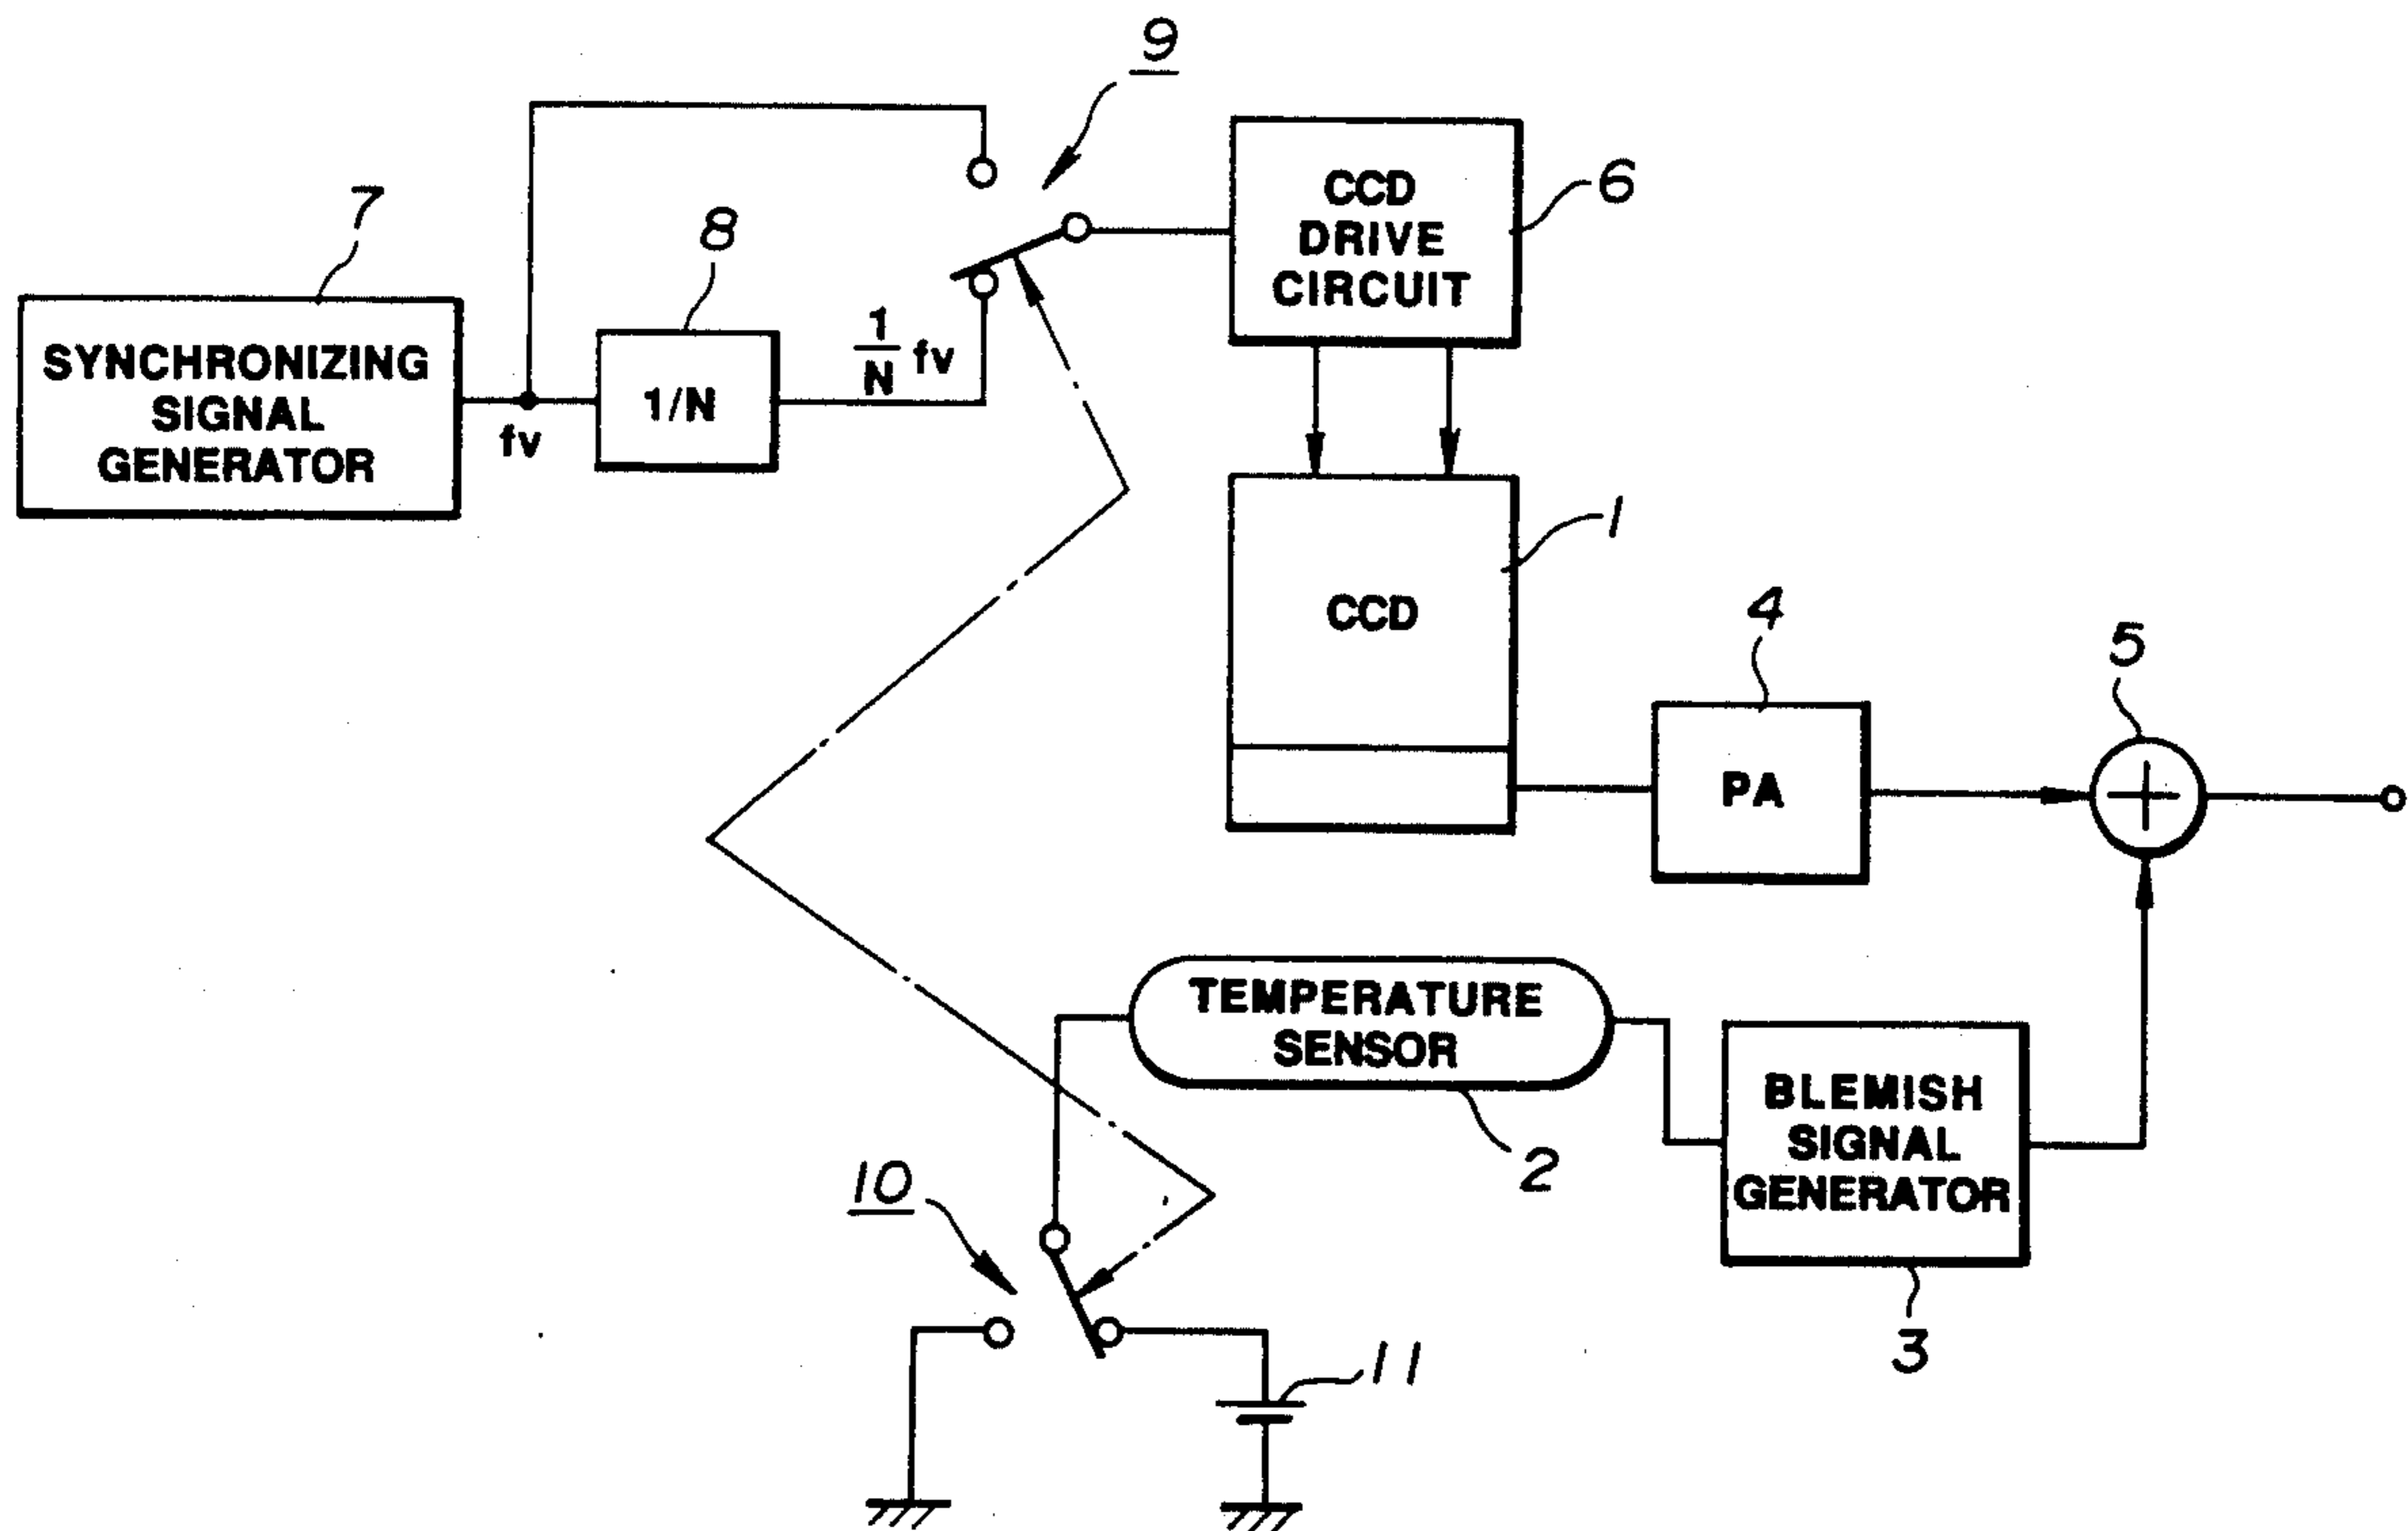 9
7
8
6
SYNCHRONIZING
SIGNAL
GENERATOR
fv
1/N
1
N
fv
CCD
DRIVE
CIRCUIT
1
CCD
4
5
PA
TEMPERATURE
SENSOR
2
BLEMISH
SIGNAL
GENERATOR
3
10
11